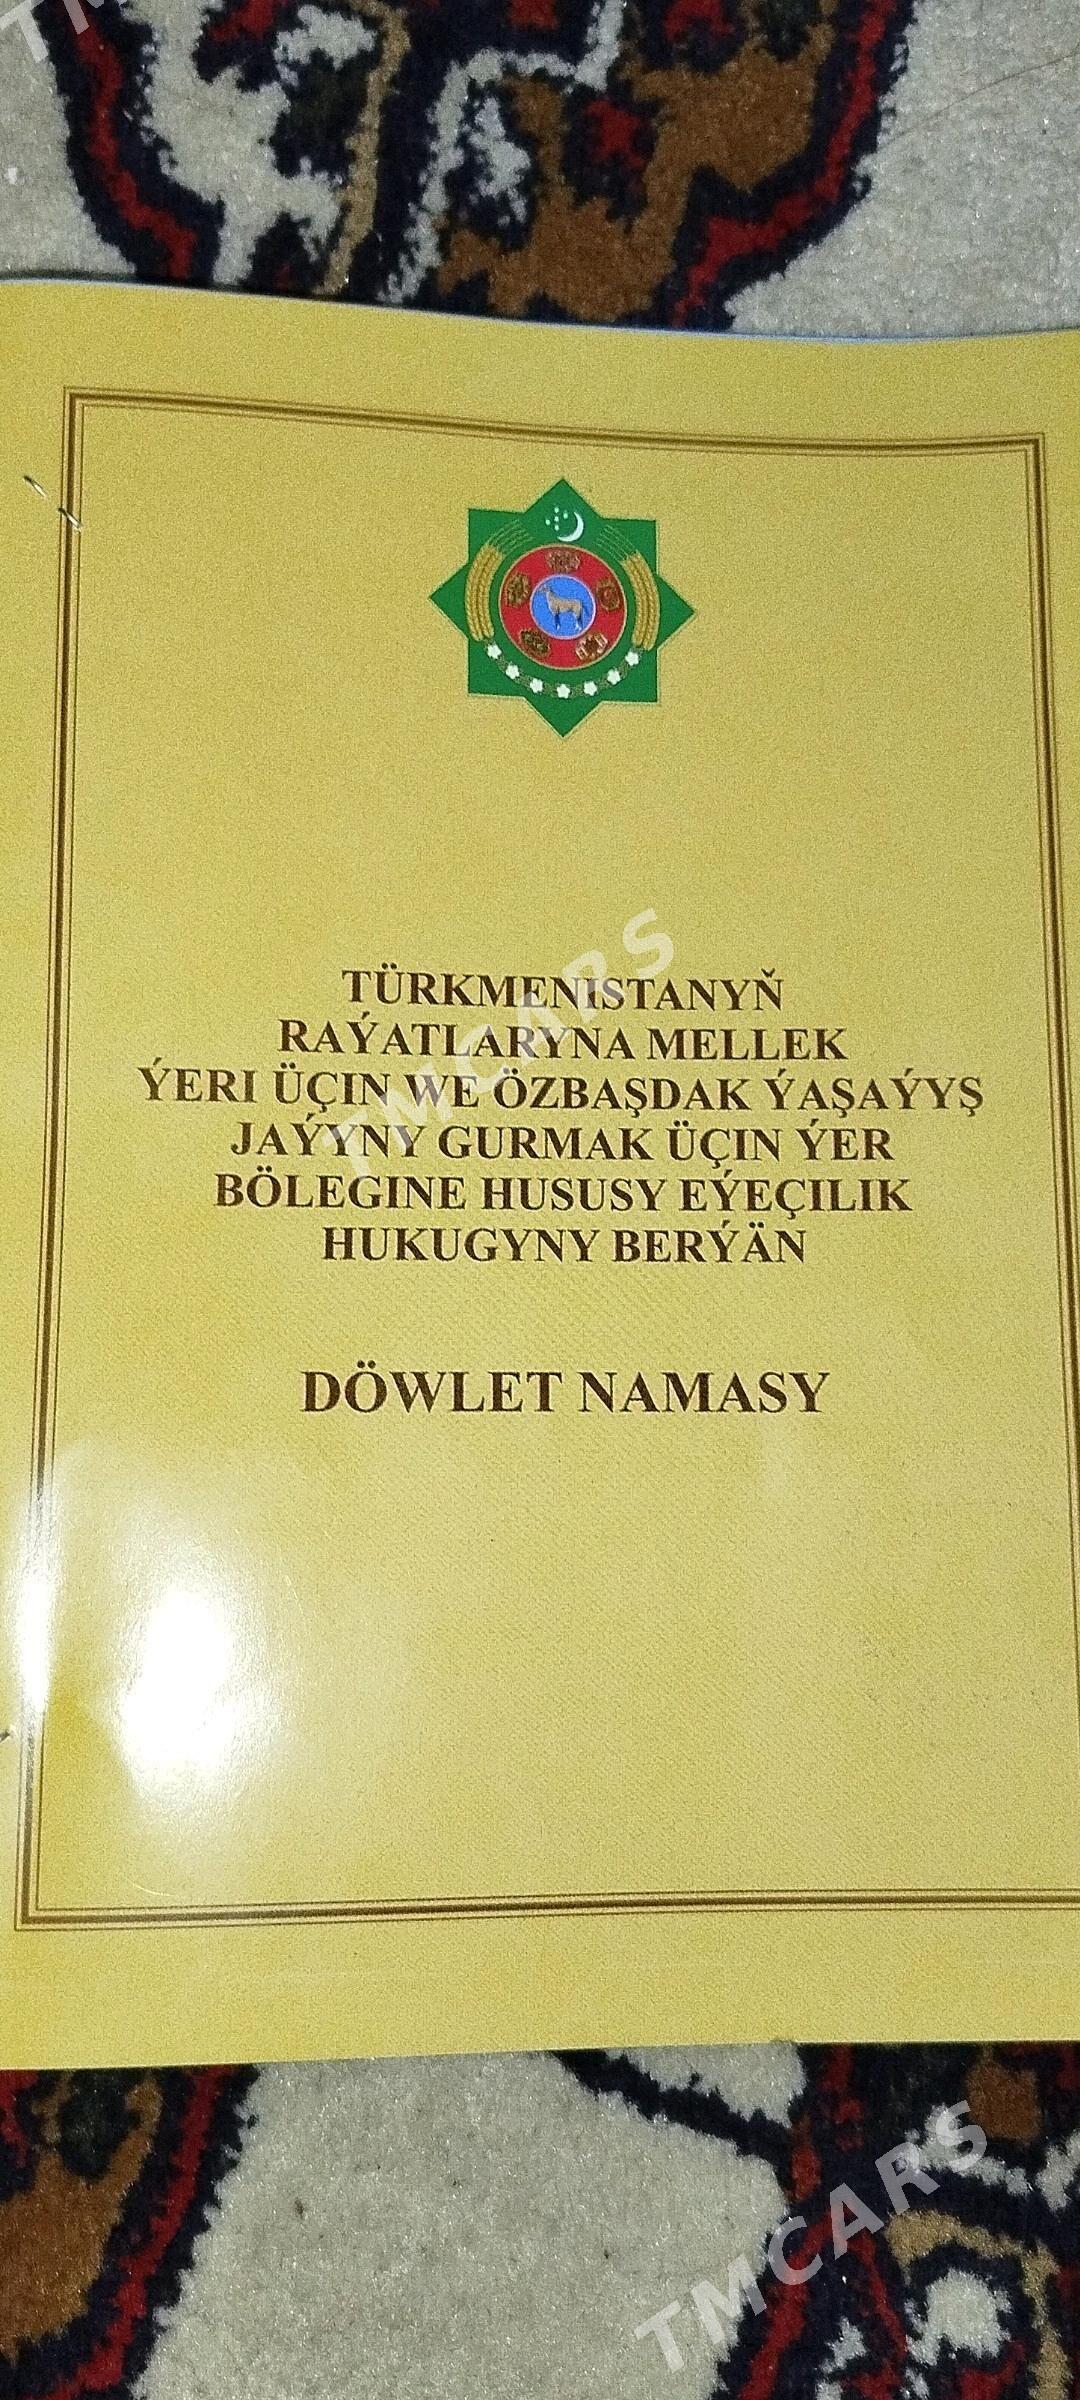 TÜRKMENISTANYŇ
RAÝATLARYNA MELLEK
ÝERI ÜÇIN WE ÖZBAŞDAK ÝAŞAÝYŞ
JAÝYNY GURMAK ÜÇIN ÝER
BÖLEGINE HUSUSY EÝEÇILIK
HUKUGYNY BERÝÄN
DÖWLET NAMASY
TMCARS
TMCARS
TM